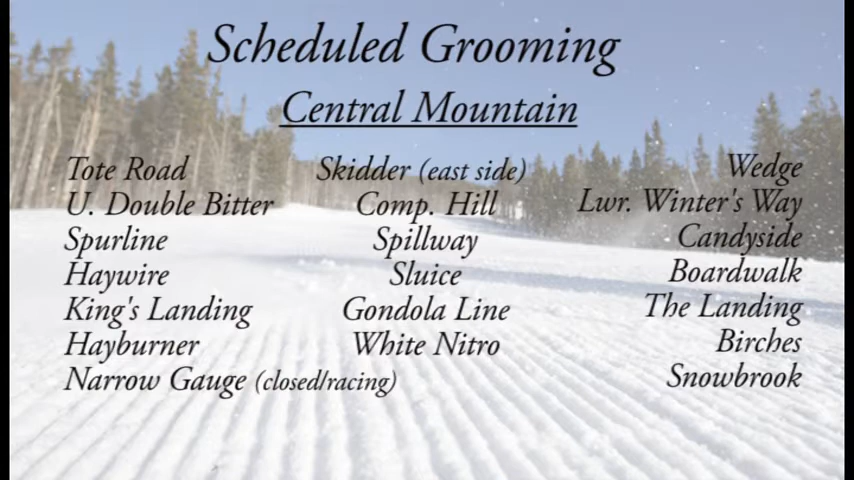 Scheduled Grooming
Central Mountain
Tote Road
U. Double Bitter
Spurline
Haywire
King's Landing
Hayburner
Narrow Gauge (closed/racing)
Skidder (east side)
Comp. Hill
Spillway
Sluice
Gondola Line
White Nitro
Wedge
Lwr. Winter's Way
Candyside
Boardwalk
The Landing
Birches
Snowbrook